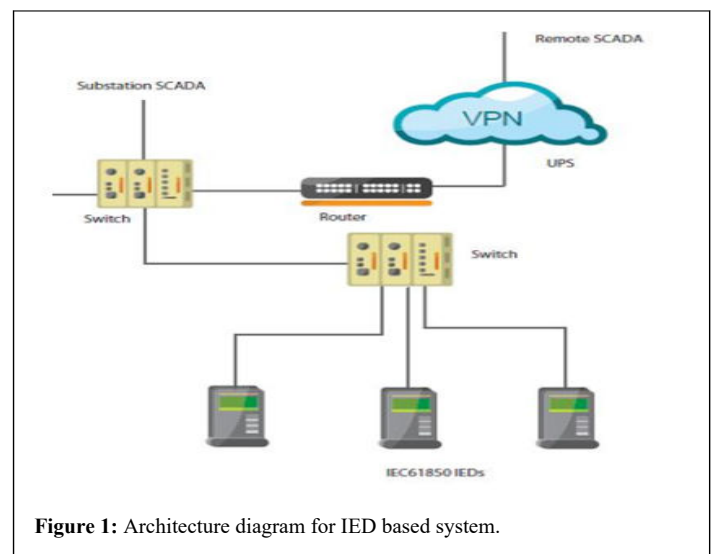 Remote SCADA
Substation SCADA
VPN
UPS
Switch
Router
Switch
IEC61850 IEDs
Figure 1: Architecture diagram for IED based system.